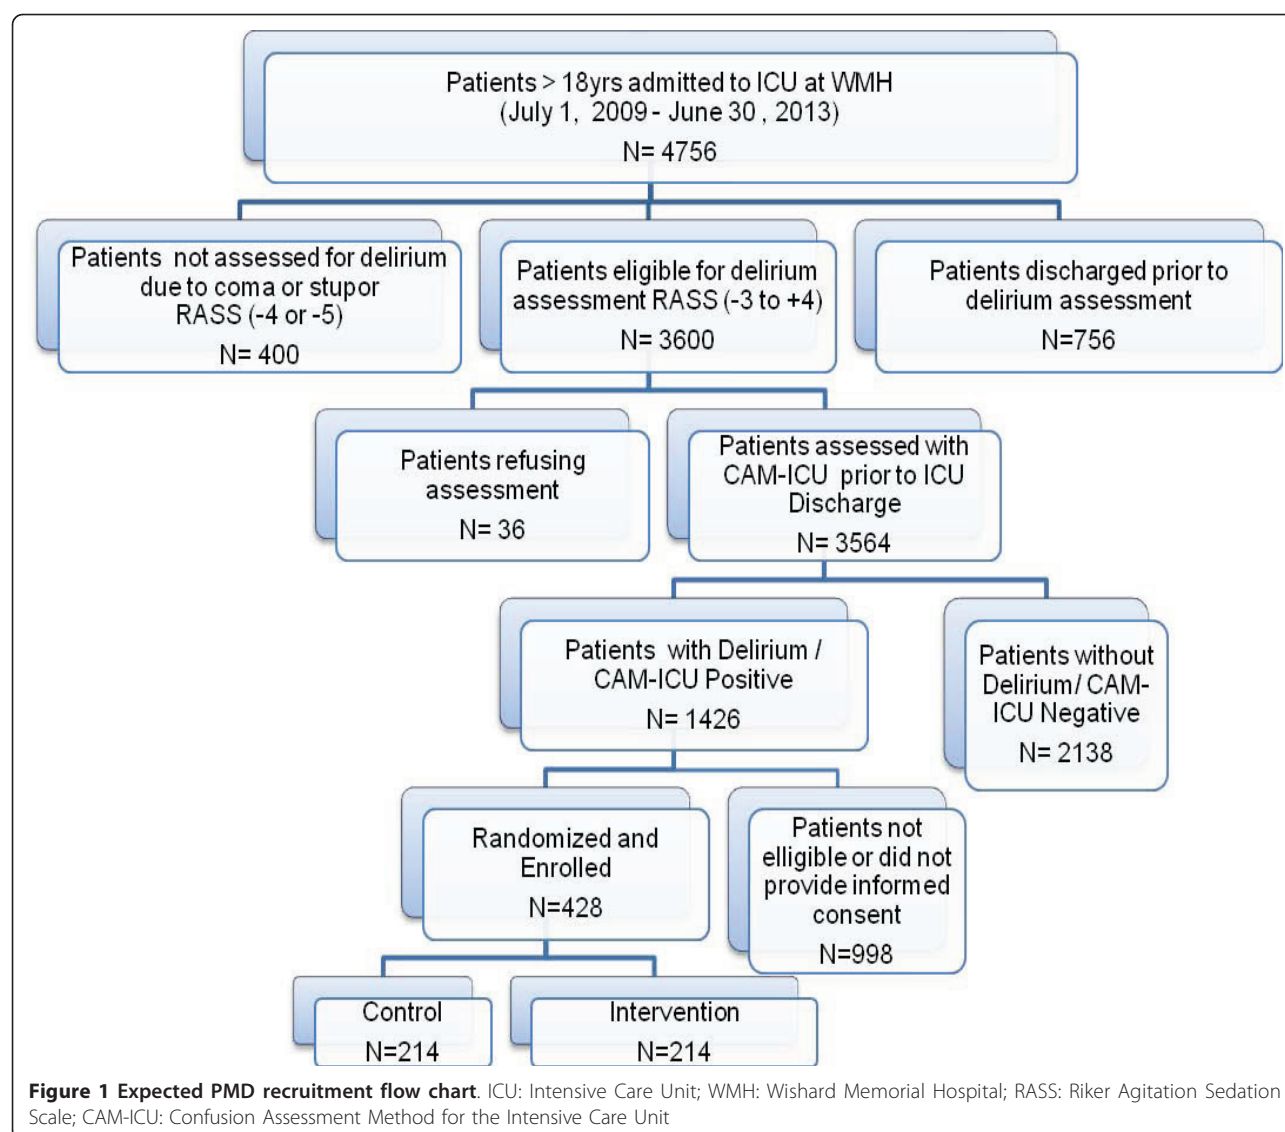 Patients > 18yrs admitted to ICU at WMH
(July 1, 2009 - June 30 , 2013)
N= 4756
Patients not assessed for delirium
due to coma or stupor
RASS (-4 or -5)
N= 400
Patients eligible for delirium
assessment RASS (-3 to +4)
N= 3600
Patients discharged prior to
delirium assessment
N=756
Patients refusing
assessment
N= 36
Patients assessed with
CAM-ICU prior to ICU
Discharge
N= 3564
Patients with Delirium /
CAM-ICU Positive
N= 1426
Patients without
Delirium/ CAM-
ICU Negative
N= 2138
Randomized and
Enrolled
N=428
Patients not
elligible or did not
provide informed
consent
N=998
Control
N=214
Intervention
N=214
Figure 1 Expected PMD recruitment flow chart. ICU: Intensive Care Unit; WMH: Wishard Memorial Hospital; RASS: Riker Agitation Sedation
Scale; CAM-ICU: Confusion Assessment Method for the Intensive Care Unit